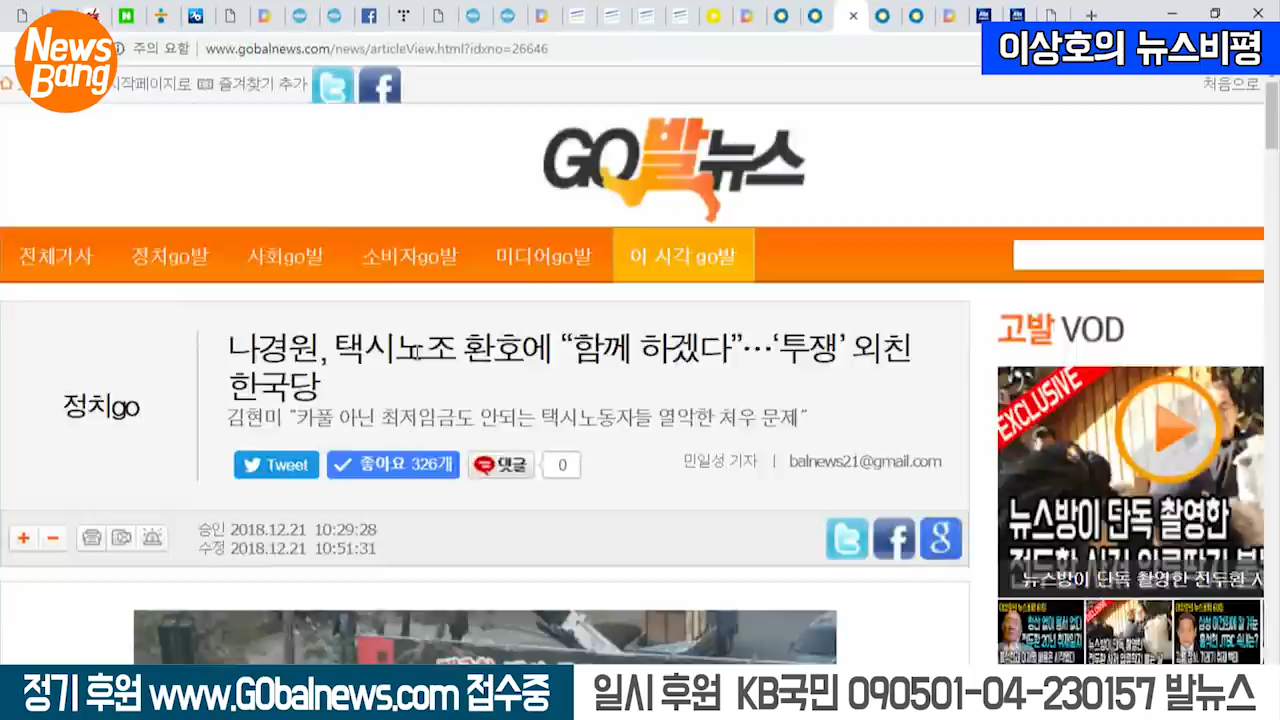 News
Bang
이상호의 뉴스비평
주의 요함 www.gobalnews.com/news/articleView.html?idxno=26646
시작페이지로 즐겨찾기 추가
처음으로
GO발뉴스
전체기사 정치go발 사회go발 소비자go발 미디어go발 이 시각 go발
정치go
나경원, 택시노조 환호에 “함께 하겠다”…‘투쟁’ 외친
한국당
김현미 “카풀 아닌 최저임금도 안되는 택시노동자들 열악한 처우 문제”
Tweet 좋아요 326개 댓글 0
민일성 기자 | balnews21@gmail.com
승인 2018.12.21 10:29:28
수정 2018.12.21 10:51:31
고발 VOD
EXCLUSIVE
뉴스방이 단독 촬영한
뉴스방이 단독 촬영한 전두환
정기 후원 www.GObalnews.com 접수중
일시 후원 KB국민 090501-04-230157 발뉴스